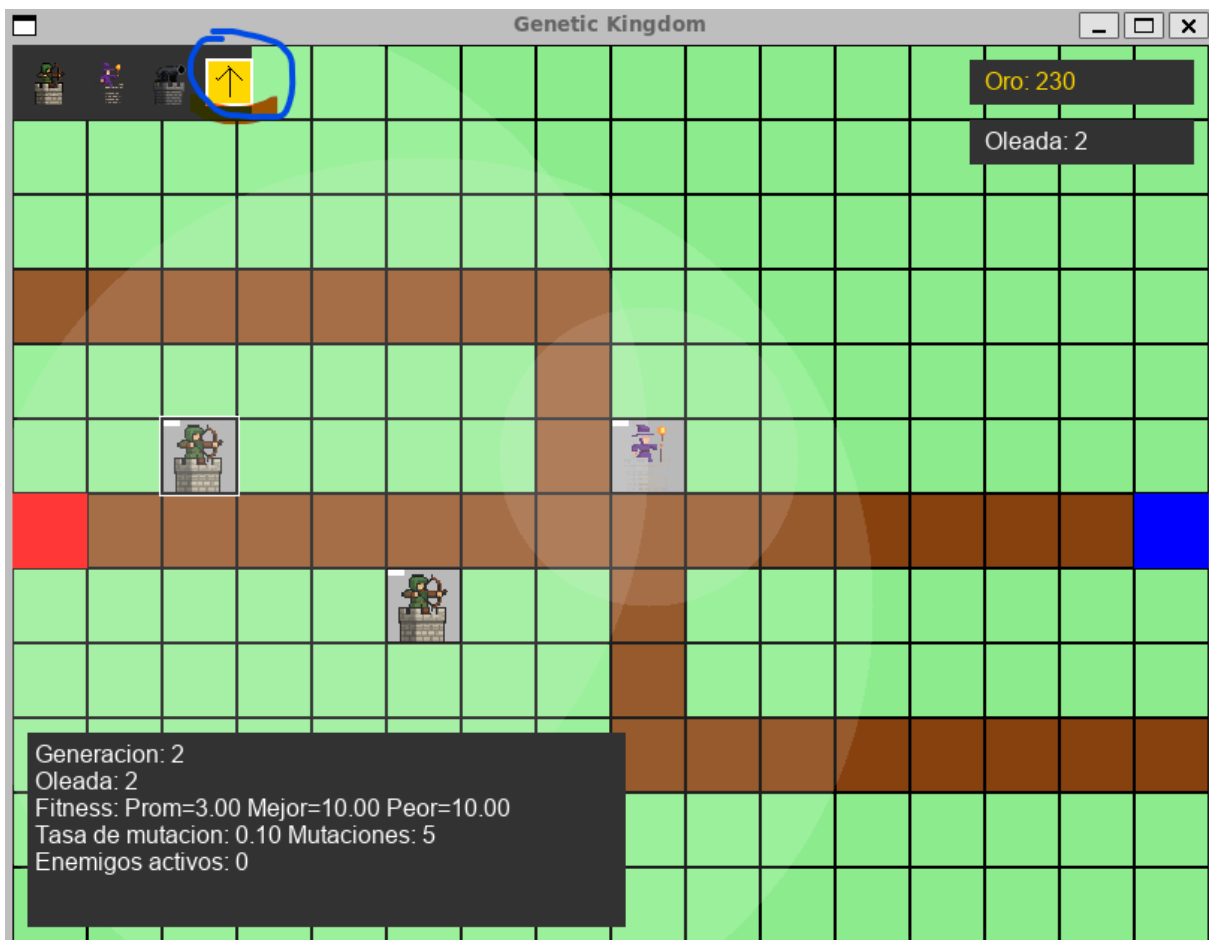 Genetic Kingdom
Oro: 230
Oleada: 2
Generacion: 2
Oleada: 2
Fitness: Prom=3.00 Mejor=10.00 Peor=10.00
Tasa de mutacion: 0.10 Mutaciones: 5
Enemigos activos: 0